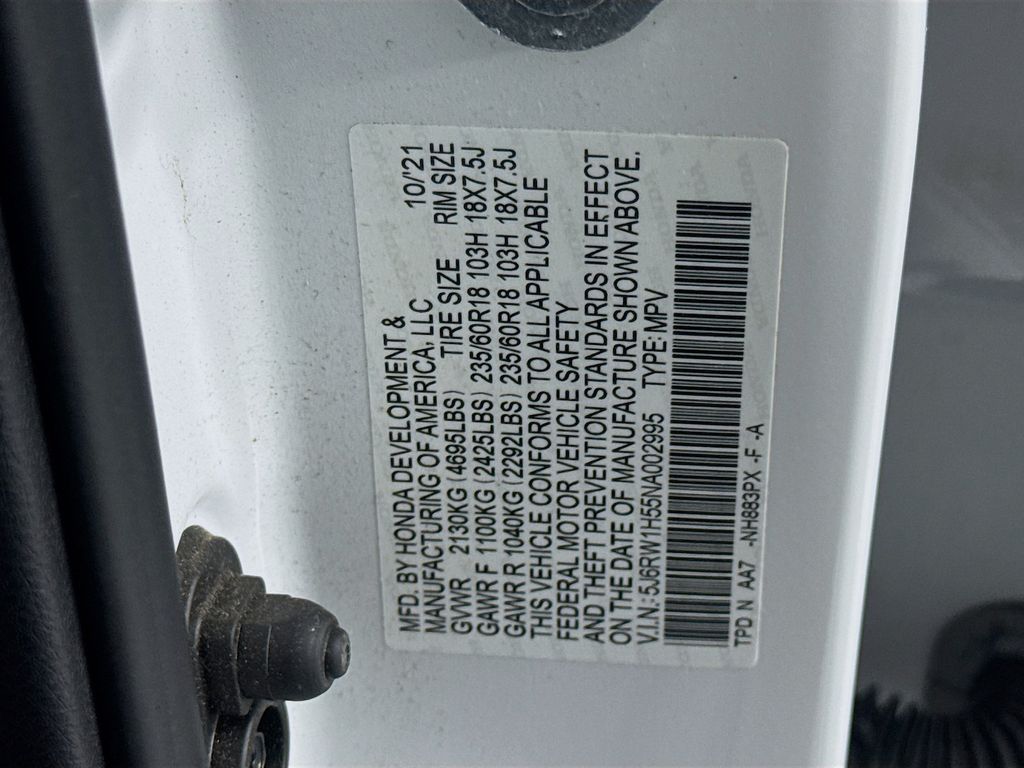 MFD. BY HONDA DEVELOPMENT & 10/'21
MANUFACTURING OF AMERICA, LLC
GVWR 2130KG (4695LBS) TIRE SIZE RIM SIZE
GAWR F 1100KG (2425LBS) 235/60R18 103H 18X7.5J
GAWR R 1040KG (2292LBS) 235/60R18 103H 18X7.5J
THIS VEHICLE CONFORMS TO ALL APPLICABLE
FEDERAL MOTOR VEHICLE SAFETY
AND THEFT PREVENTION STANDARDS IN EFFECT
ON THE DATE OF MANUFACTURE SHOWN ABOVE.
V.I.N.: 5J6RW1H55NA002995 TYPE: MPV
TPD N AA7 -NH883PX -F -A